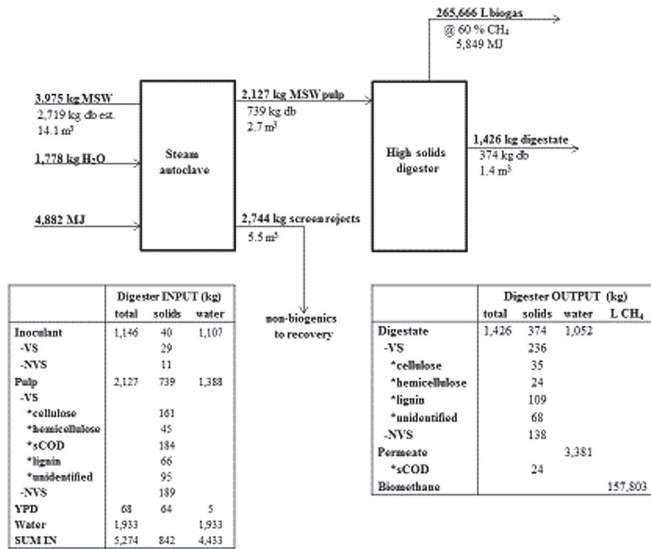 265,666 L biogas
@ 60 % CH₄
5,849 MJ
3,975 kg MSW
2,719 kg db est.
14.1 m³
1,778 kg H₂O
4,882 MJ
Steam
autoclave
2,127 kg MSW pulp
739 kg db
2.7 m³
2,744 kg screen rejects
5.5 m³
non-biogenics
to recovery
High solids
digester
1,426 kg digestate
374 kg db
1.4 m³
Digester INPUT (kg)
total solids water
Inoculant 1,146 40 1,107
-VS 29
-NVS 11
Pulp 2,127 739 1,388
-VS
*cellulose 161
*hemicellulose 45
*sCOD 184
*lignin 66
*unidentified 95
-NVS 189
YPD 68 64 5
Water 1,933 1,933
SUM IN 5,274 842 4,433
Digester OUTPUT (kg)
total solids water L CH₄
Digestate 1,426 374 1,052
-VS 236
*cellulose 35
*hemicellulose 24
*lignin 109
*unidentified 68
-NVS 138
Permeate 3,381
*sCOD 24
Biomethane 157,803